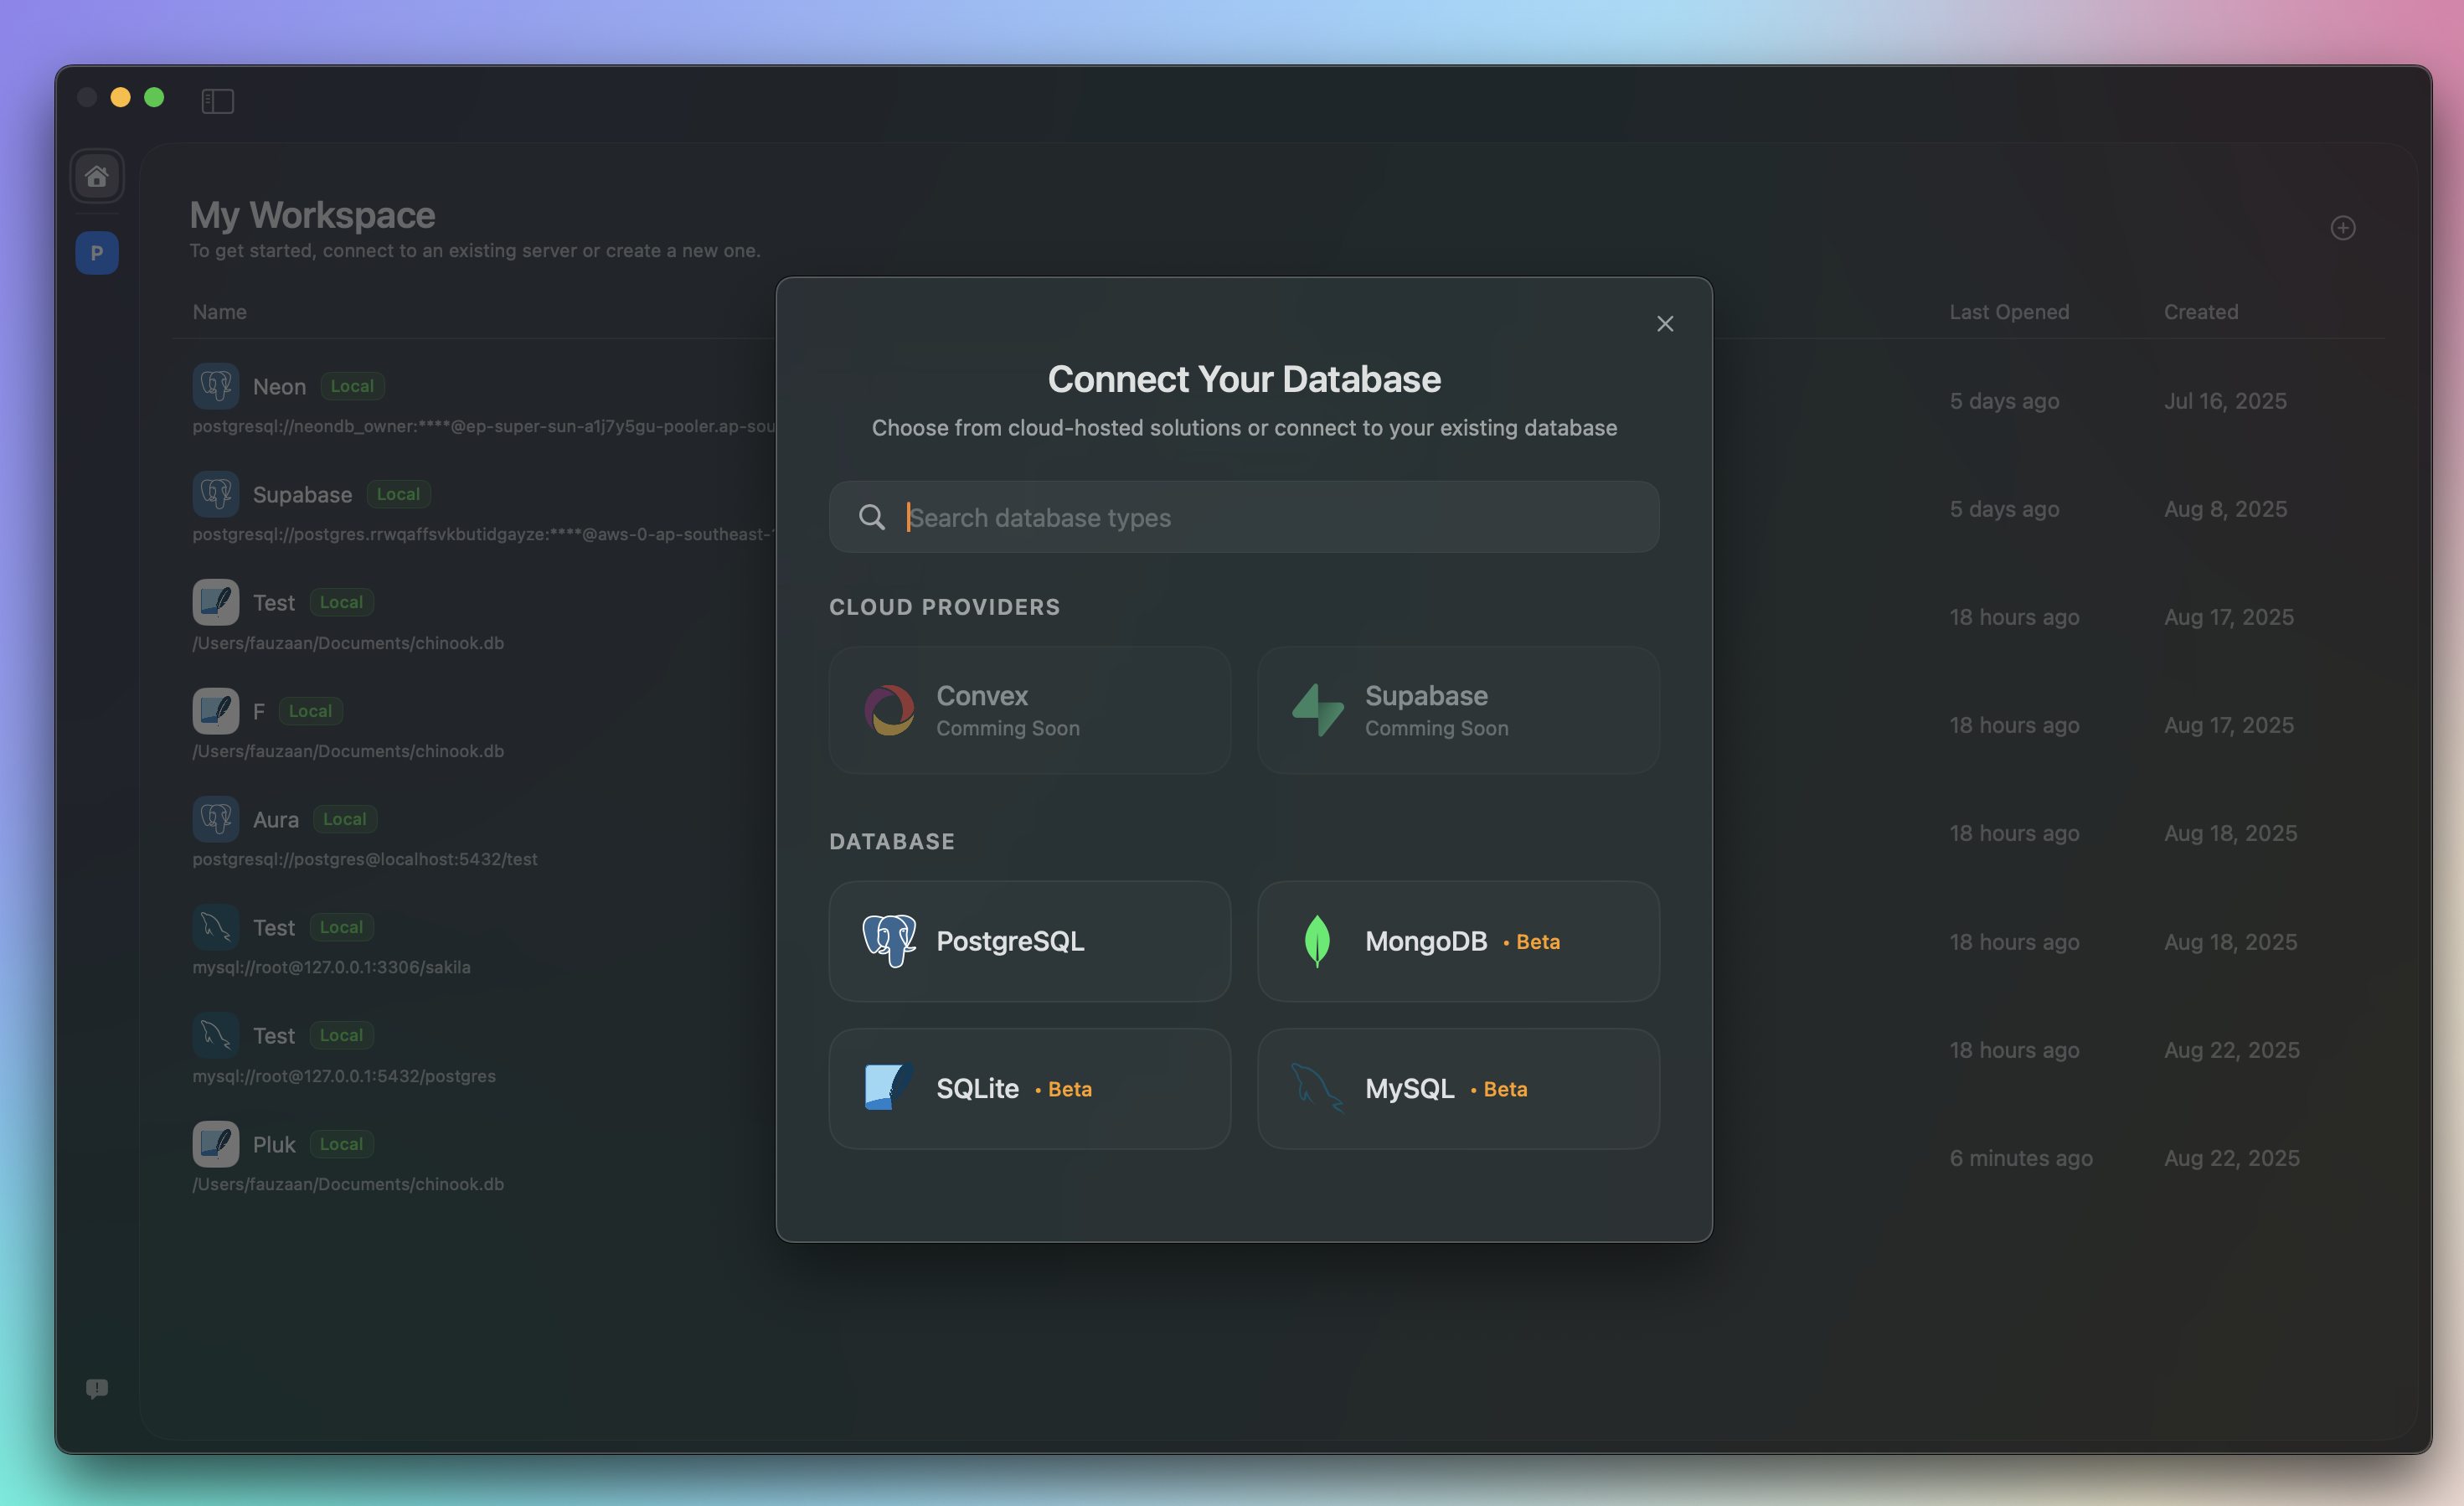 P
My Workspace
To get started, connect to an existing server or create a new one.
Name
Last Opened
Created
Neon Local
postgresql://neondb_owner:****@ep-super-sun-a1j7y5gu-pooler.ap-sou
5 days ago
Jul 16, 2025
Supabase Local
postgresql://postgres.rrwqaffsvkbutidgayze:****@aws-0-ap-southeast-
5 days ago
Aug 8, 2025
Test Local
/Users/fauzaan/Documents/chinook.db
18 hours ago
Aug 17, 2025
F Local
/Users/fauzaan/Documents/chinook.db
18 hours ago
Aug 17, 2025
Aura Local
postgresql://postgres@localhost:5432/test
18 hours ago
Aug 18, 2025
Test Local
mysql://root@127.0.0.1:3306/sakila
18 hours ago
Aug 18, 2025
Test Local
mysql://root@127.0.0.1:5432/postgres
18 hours ago
Aug 22, 2025
Pluk Local
/Users/fauzaan/Documents/chinook.db
6 minutes ago
Aug 22, 2025
Connect Your Database
Choose from cloud-hosted solutions or connect to your existing database
Search database types
CLOUD PROVIDERS
Convex
Comming Soon
Supabase
Comming Soon
DATABASE
PostgreSQL
MongoDB • Beta
SQLite • Beta
MySQL • Beta